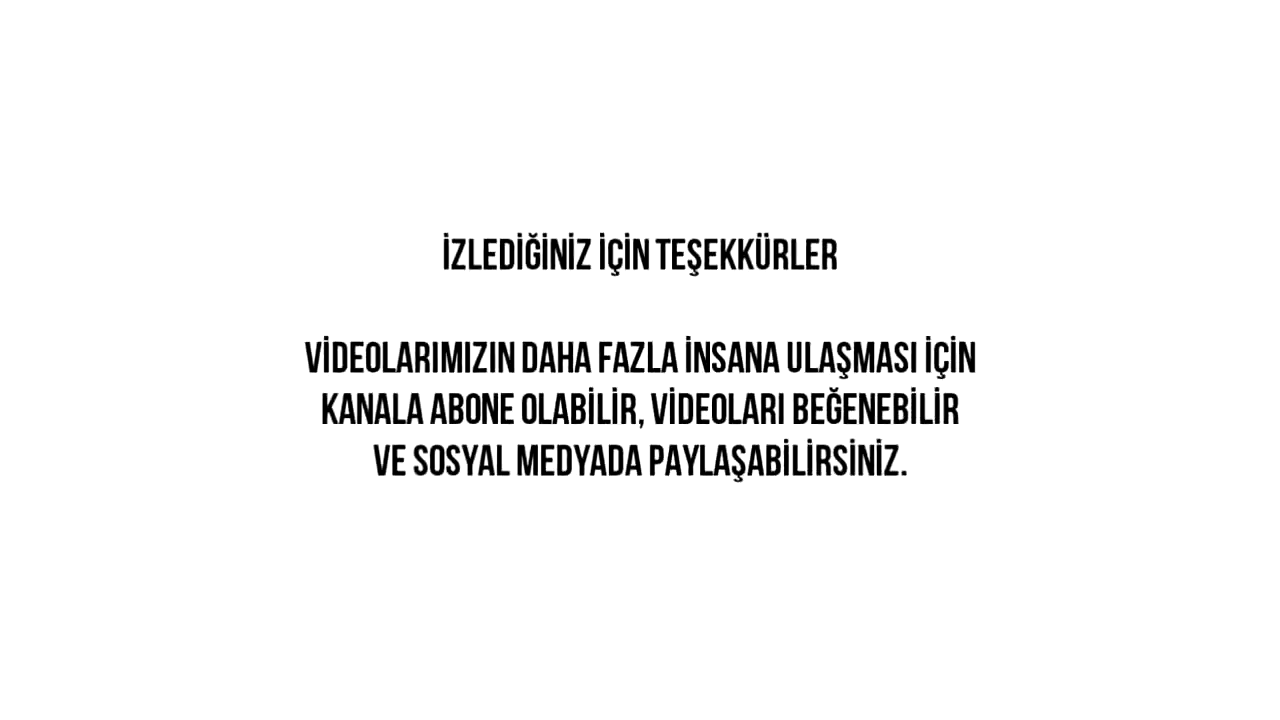 İZLEDİĞİNİZ İÇİN TEŞEKKÜRLER
VİDEOLARIMIZIN DAHA FAZLA İNSANA ULAŞMASI İÇİN
KANALA ABONE OLABİLİR, VİDEOLARI BEĞENEBİLİR
VE SOSYAL MEDYADA PAYLAŞABİLİRSİNİZ.